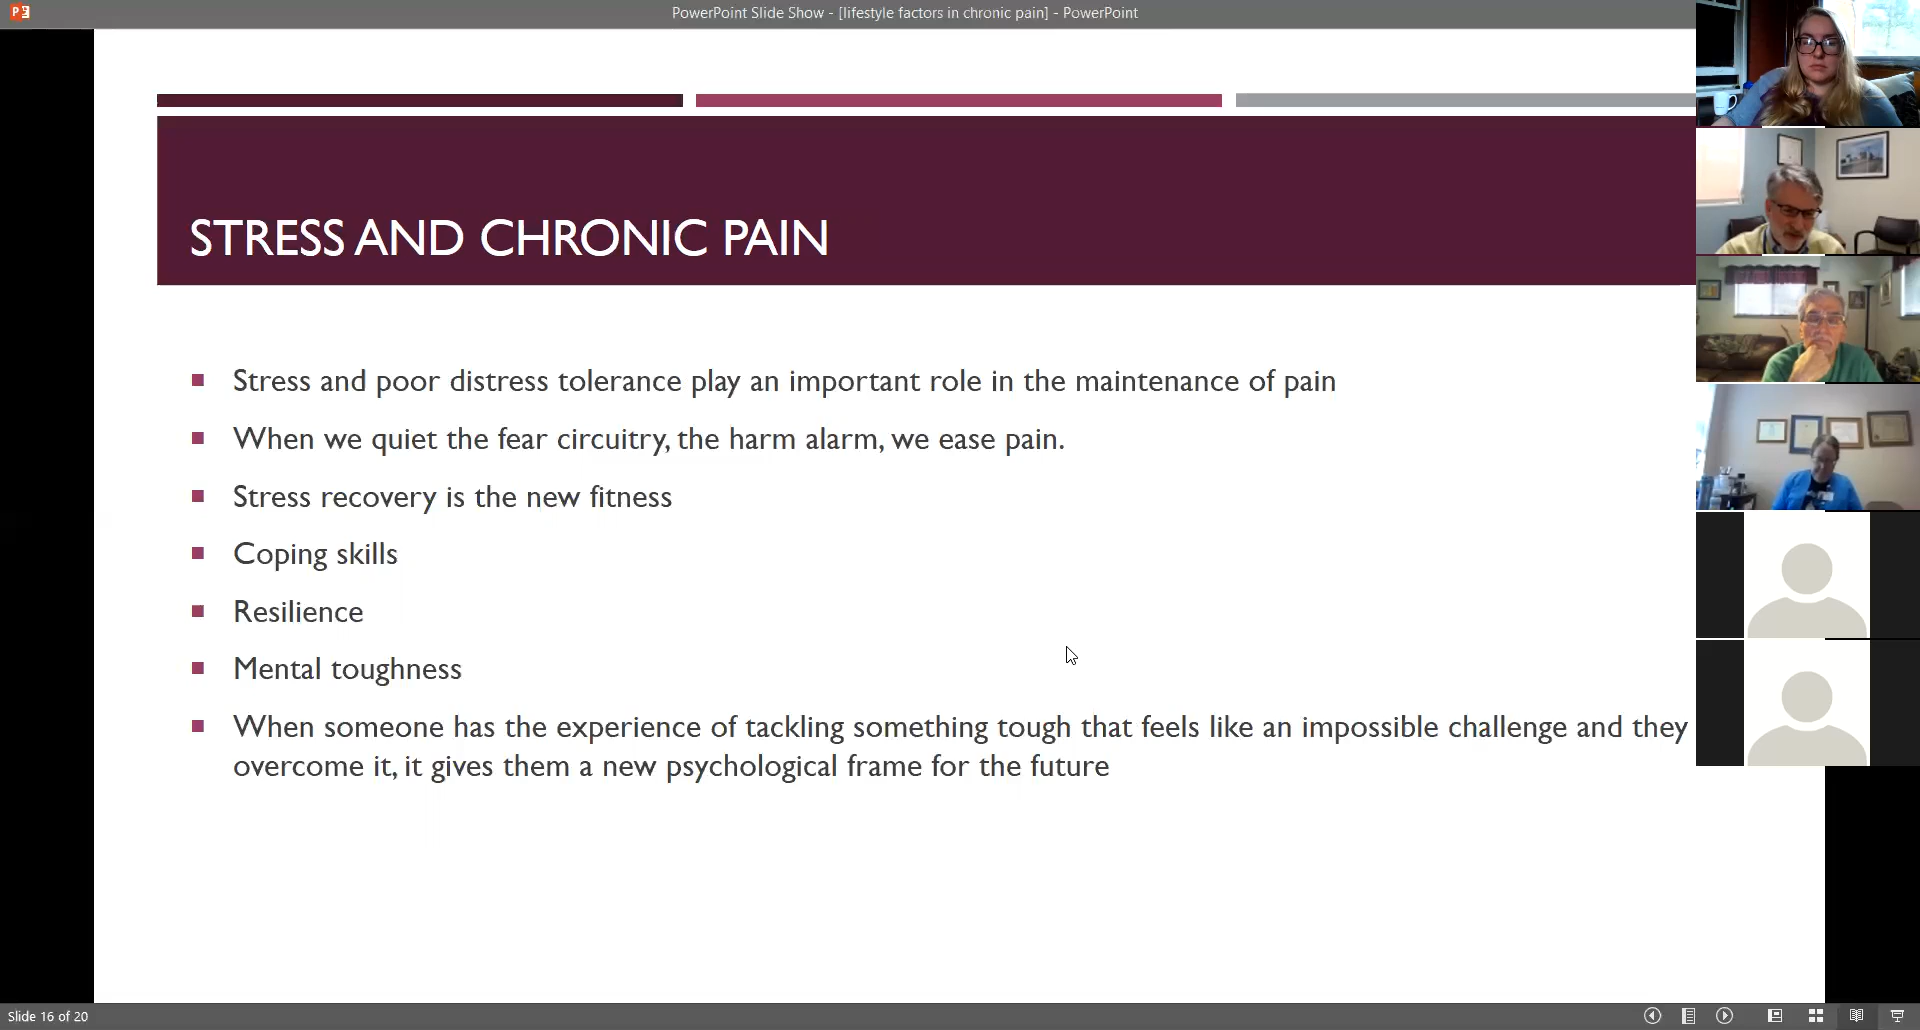 PowerPoint Slide Show - [lifestyle factors in chronic pain] - PowerPoint
STRESS AND CHRONIC PAIN
Stress and poor distress tolerance play an important role in the maintenance of pain
When we quiet the fear circuitry, the harm alarm, we ease pain.
Stress recovery is the new fitness
Coping skills
Resilience
Mental toughness
When someone has the experience of tackling something tough that feels like an impossible challenge and they
overcome it, it gives them a new psychological frame for the future
Slide 16 of 20